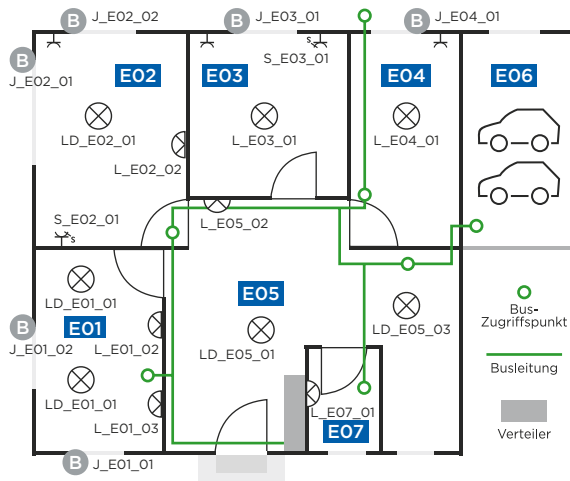 B J_E02_02
B J_E03_01
B J_E04_01
B
J_E02_01
S_E03_01
s
E02
E03
E04
E06
LD_E02_01
L_E03_01
L_E04_01
L_E02_02
S_E02_01
s
L_E05_02
LD_E01_01
E01
E05
B
J_E01_02
L_E01_02
LD_E05_01
LD_E05_03
Bus-
Zugriffspunkt
Busleitung
LD_E01_01
L_E01_03
L_E07_01
E07
Verteiler
B J_E01_01